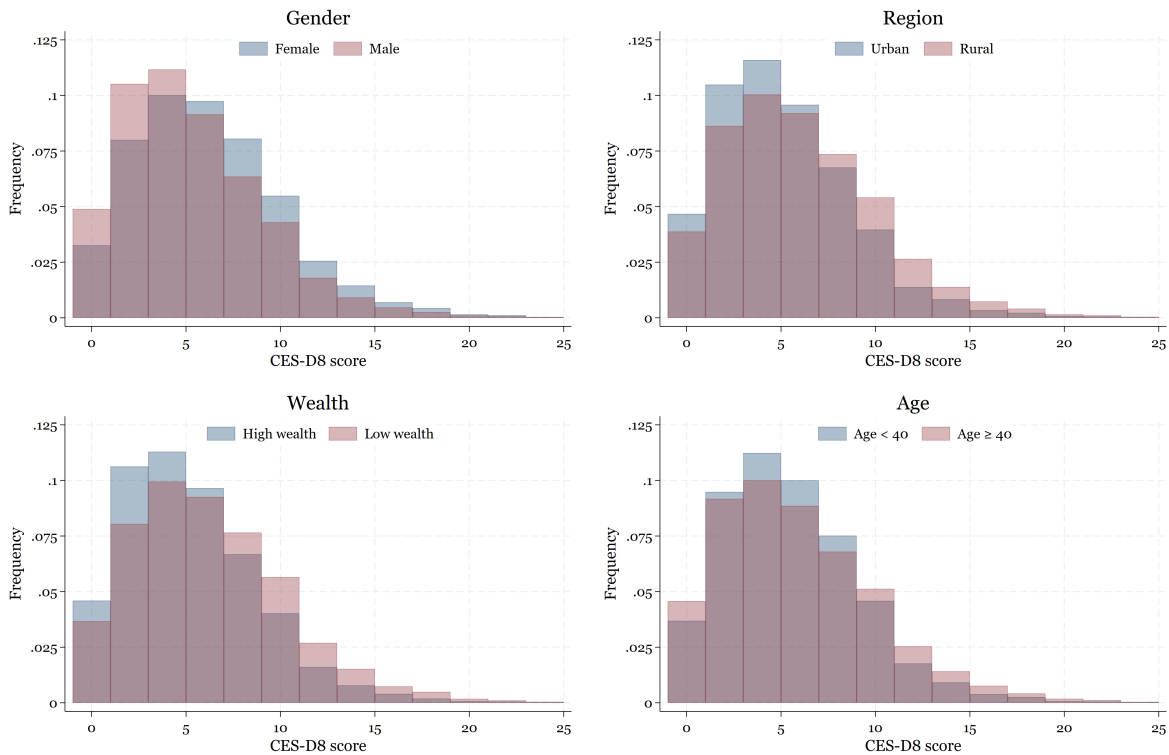 Gender
Female Male
.125
.1
.075
.05
.025
0
Frequency
0 5 10 15 20 25
CES-D8 score
Region
Urban Rural
.125
.1
.075
.05
.025
0
Frequency
0 5 10 15 20 25
CES-D8 score
Wealth
High wealth Low wealth
.125
.1
.075
.05
.025
0
Frequency
0 5 10 15 20 25
CES-D8 score
Age
Age < 40 Age ≥ 40
.125
.1
.075
.05
.025
0
Frequency
0 5 10 15 20 25
CES-D8 score